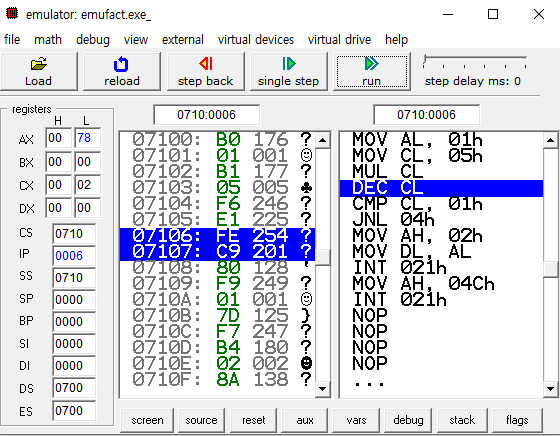 emulator: emufact.exe_
file math debug view external virtual devices virtual drive help
Load reload step back single step run step delay ms: 0
registers
H L
AX 00 78
BX 00 00
CX 00 02
DX 00 00
CS 0710
IP 0006
SS 0710
SP 0000
BP 0000
SI 0000
DI 0000
DS 0700
ES 0700
0710:0006
07100: B0 176 ?
07101: 01 001 ☺
07102: B1 177 ?
07103: 05 005 ♣
07104: F6 246 ?
07105: E1 225 ?
07106: FE 254 ?
07107: C9 201 ?
07108: 80 128
07109: F9 249 ?
0710A: 01 001 ☺
0710B: 7D 125 }
0710C: F7 247 ?
0710D: B4 180 ?
0710E: 02 002 ☻
0710F: 8A 138 ?
0710:0006
MOV AL, 01h
MOV CL, 05h
MUL CL
DEC CL
CMP CL, 01h
JNL 04h
MOV AH, 02h
MOV DL, AL
INT 021h
MOV AH, 04Ch
INT 021h
NOP
NOP
NOP
NOP
...
screen source reset aux vars debug stack flags